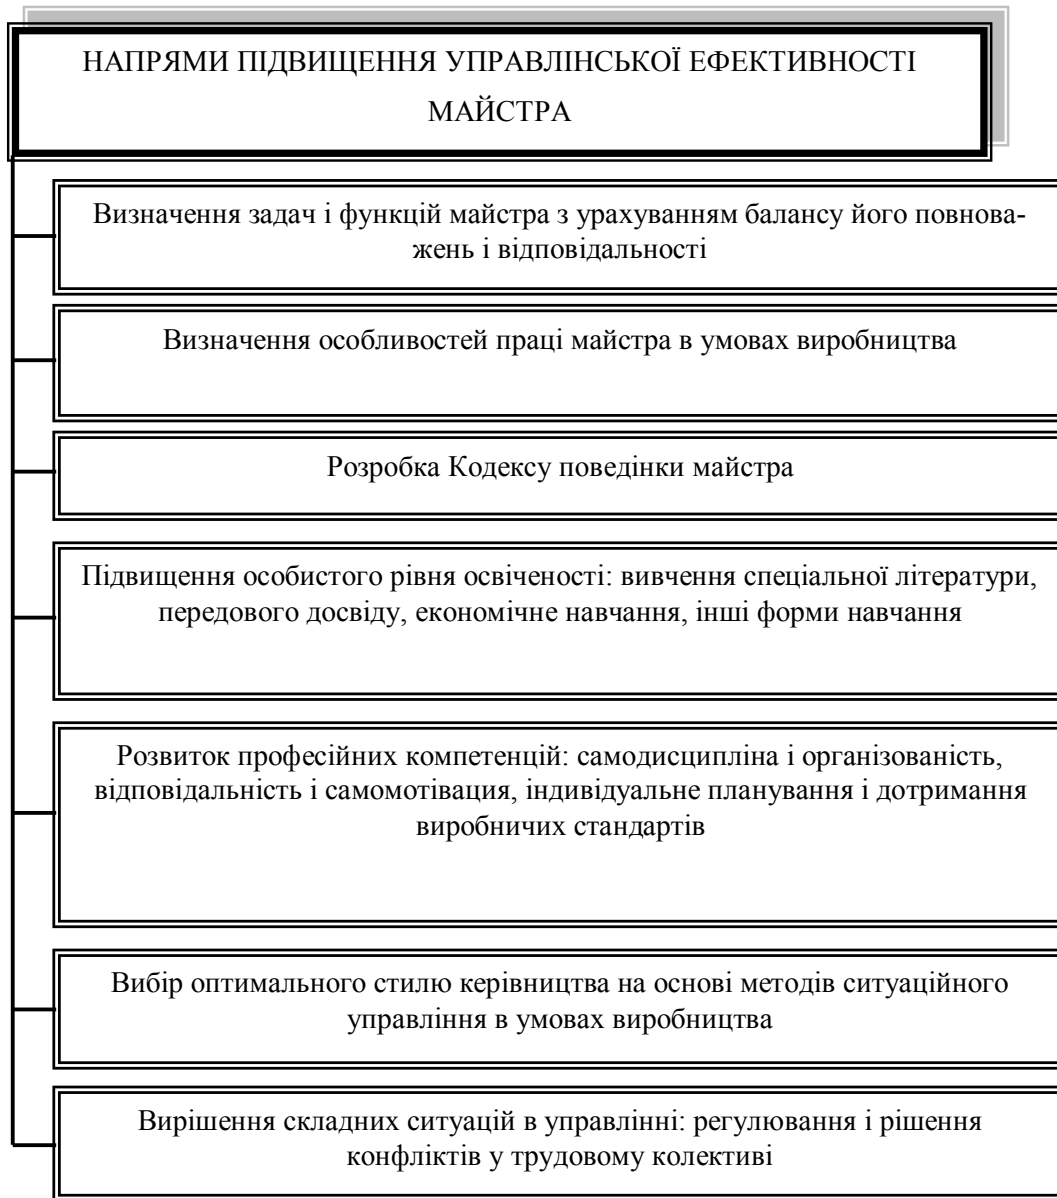 НАПРЯМИ ПІДВИЩЕННЯ УПРАВЛІНСЬКОЇ ЕФЕКТИВНОСТІ
МАЙСТРА
Визначення задач і функцій майстра з урахуванням балансу його повнова-
жень і відповідальності
Визначення особливостей праці майстра в умовах виробництва
Розробка Кодексу поведінки майстра
Підвищення особистого рівня освіченості: вивчення спеціальної літератури,
передового досвіду, економічне навчання, інші форми навчання
Розвиток професійних компетенцій: самодисципліна і організованість,
відповідальність і самомотівация, індивідуальне планування і дотримання
виробничих стандартів
Вибір оптимального стилю керівництва на основі методів ситуаційного
управління в умовах виробництва
Вирішення складних ситуацій в управлінні: регулювання і рішення
конфліктів у трудовому колективі